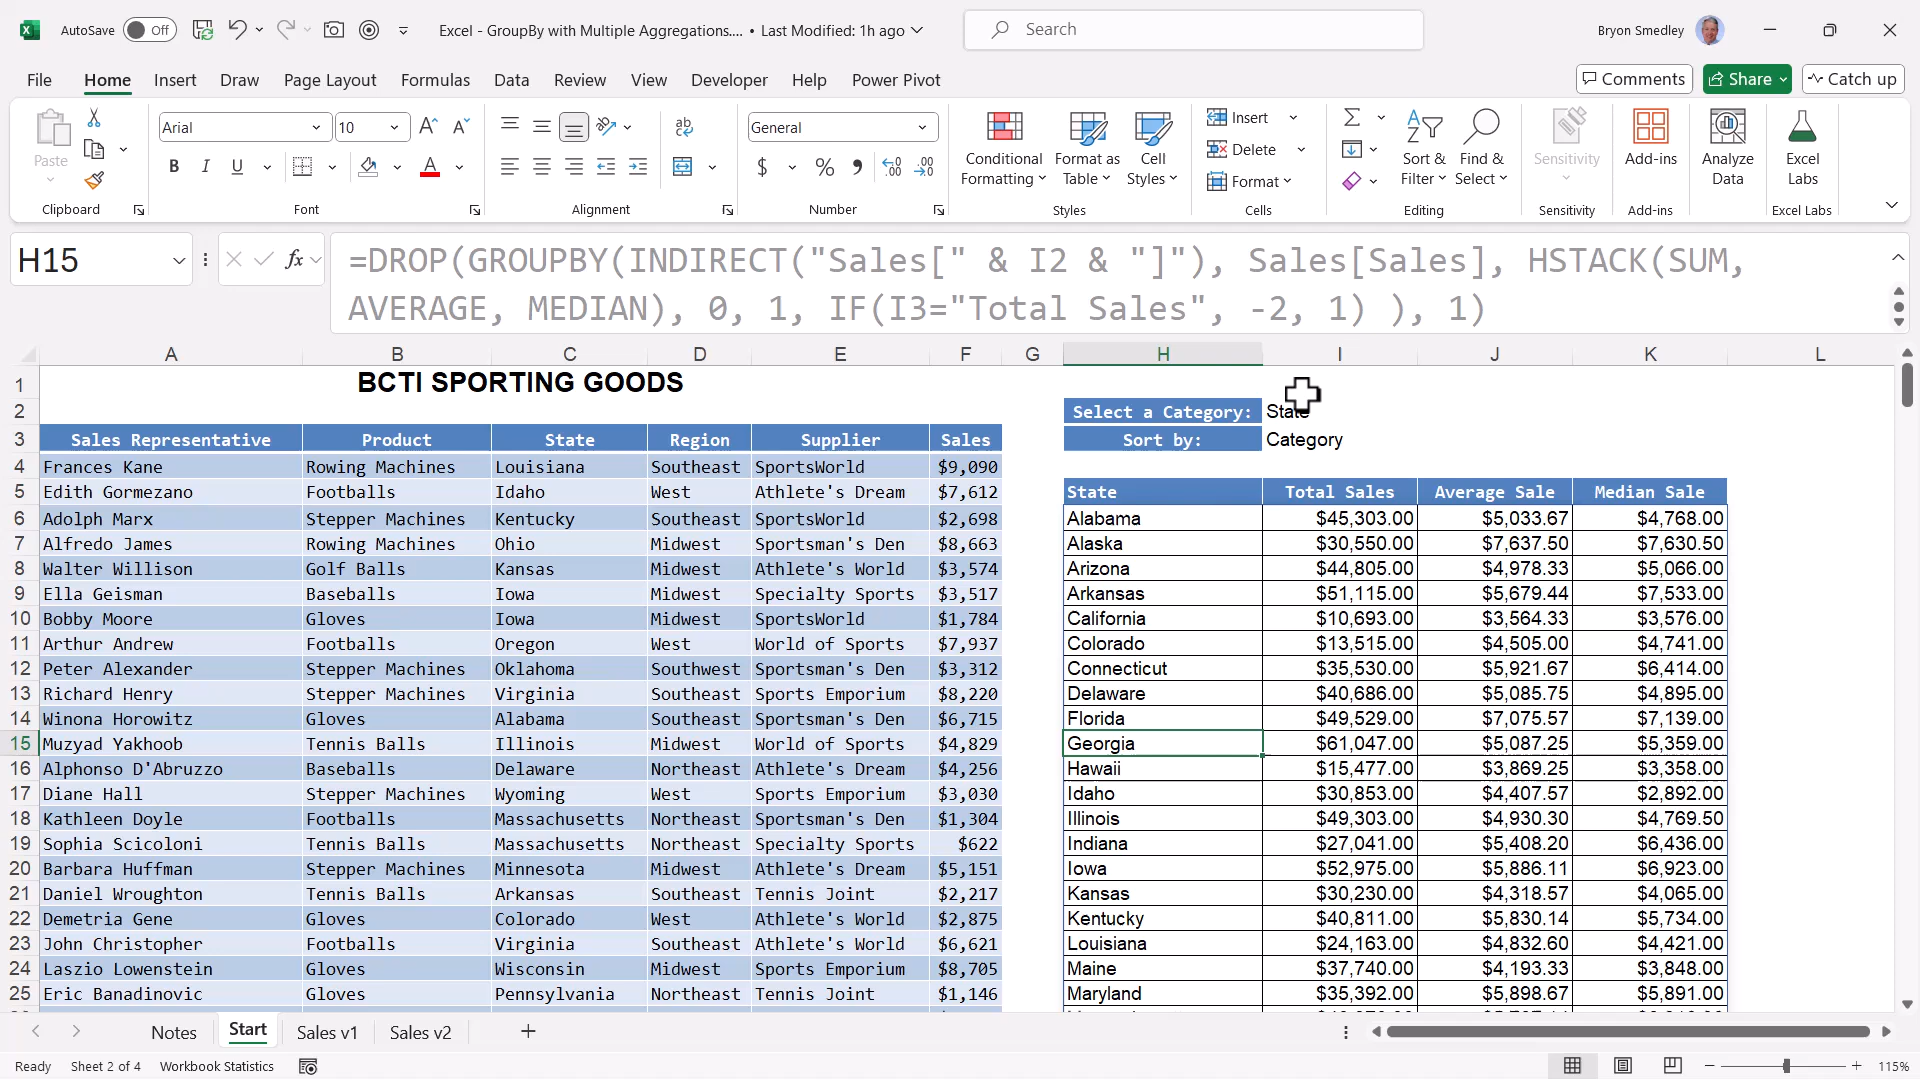 AutoSave Off Excel - GroupBy with Multiple Aggregations.... • Last Modified: 1h ago Search Bryon Smedley
File Home Insert Draw Page Layout Formulas Data Review View Developer Help Power Pivot Comments Share Catch up
Paste
Clipboard
Arial 10
B I U A
Font
Alignment
General
$ % , 
Number
Conditional Formatting
Format as Table
Cell Styles
Styles
Insert
Delete
Format
Cells
Sort & Filter
Find & Select
Editing
Sensitivity
Sensitivity
Add-ins
Add-ins
Analyze Data
Excel Labs
Excel Labs
H15 fx =DROP(GROUPBY(INDIRECT("Sales[" & I2 & "]"), Sales[Sales], HSTACK(SUM,
AVERAGE, MEDIAN), 0, 1, IF(I3="Total Sales", -2, 1) ), 1)
A B C D E F G H I J K L
1 BCTI SPORTING GOODS
2 Select a Category: State
3 Sales Representative Product State Region Supplier Sales Sort by: Category
4 Frances Kane Rowing Machines Louisiana Southeast SportsWorld $9,090
5 Edith Gormezano Footballs Idaho West Athlete's Dream $7,612 State Total Sales Average Sale Median Sale
6 Adolph Marx Stepper Machines Kentucky Southeast SportsWorld $2,698 Alabama $45,303.00 $5,033.67 $4,768.00
7 Alfredo James Rowing Machines Ohio Midwest Sportsman's Den $8,663 Alaska $30,550.00 $7,637.50 $7,630.50
8 Walter Willison Golf Balls Kansas Midwest Athlete's World $3,574 Arizona $44,805.00 $4,978.33 $5,066.00
9 Ella Geisman Baseballs Iowa Midwest Specialty Sports $3,517 Arkansas $51,115.00 $5,679.44 $7,533.00
10 Bobby Moore Gloves Iowa Midwest SportsWorld $1,784 California $10,693.00 $3,564.33 $3,576.00
11 Arthur Andrew Footballs Oregon West World of Sports $7,937 Colorado $13,515.00 $4,505.00 $4,741.00
12 Peter Alexander Stepper Machines Oklahoma Southwest Sportsman's Den $3,312 Connecticut $35,530.00 $5,921.67 $6,414.00
13 Richard Henry Stepper Machines Virginia Southeast Sports Emporium $8,220 Delaware $40,686.00 $5,085.75 $4,895.00
14 Winona Horowitz Gloves Alabama Southeast Sportsman's Den $6,715 Florida $49,529.00 $7,075.57 $7,139.00
15 Muzyad Yakhoob Tennis Balls Illinois Midwest World of Sports $4,829 Georgia $61,047.00 $5,087.25 $5,359.00
16 Alphonso D'Abruzzo Baseballs Delaware Northeast Athlete's Dream $4,256 Hawaii $15,477.00 $3,869.25 $3,358.00
17 Diane Hall Stepper Machines Wyoming West Sports Emporium $3,030 Idaho $30,853.00 $4,407.57 $2,892.00
18 Kathleen Doyle Footballs Massachusetts Northeast Sportsman's Den $1,304 Illinois $49,303.00 $4,930.30 $4,769.50
19 Sophia Scicoloni Tennis Balls Massachusetts Northeast Specialty Sports $622 Indiana $27,041.00 $5,408.20 $6,436.00
20 Barbara Huffman Stepper Machines Minnesota Midwest Athlete's Dream $5,151 Iowa $52,975.00 $5,886.11 $6,923.00
21 Daniel Wroughton Tennis Balls Arkansas Southeast Tennis Joint $2,217 Kansas $30,230.00 $4,318.57 $4,065.00
22 Demetria Gene Gloves Colorado West Athlete's World $2,875 Kentucky $40,811.00 $5,830.14 $5,734.00
23 John Christopher Footballs Virginia Southeast Athlete's World $6,621 Louisiana $24,163.00 $4,832.60 $4,421.00
24 Laszio Lowenstein Gloves Wisconsin Midwest Sports Emporium $8,705 Maine $37,740.00 $4,193.33 $3,848.00
25 Eric Banadinovic Gloves Pennsylvania Northeast Tennis Joint $1,146 Maryland $35,392.00 $5,898.67 $5,891.00
Notes Start Sales v1 Sales v2
Ready Sheet 2 of 4 Workbook Statistics 115%